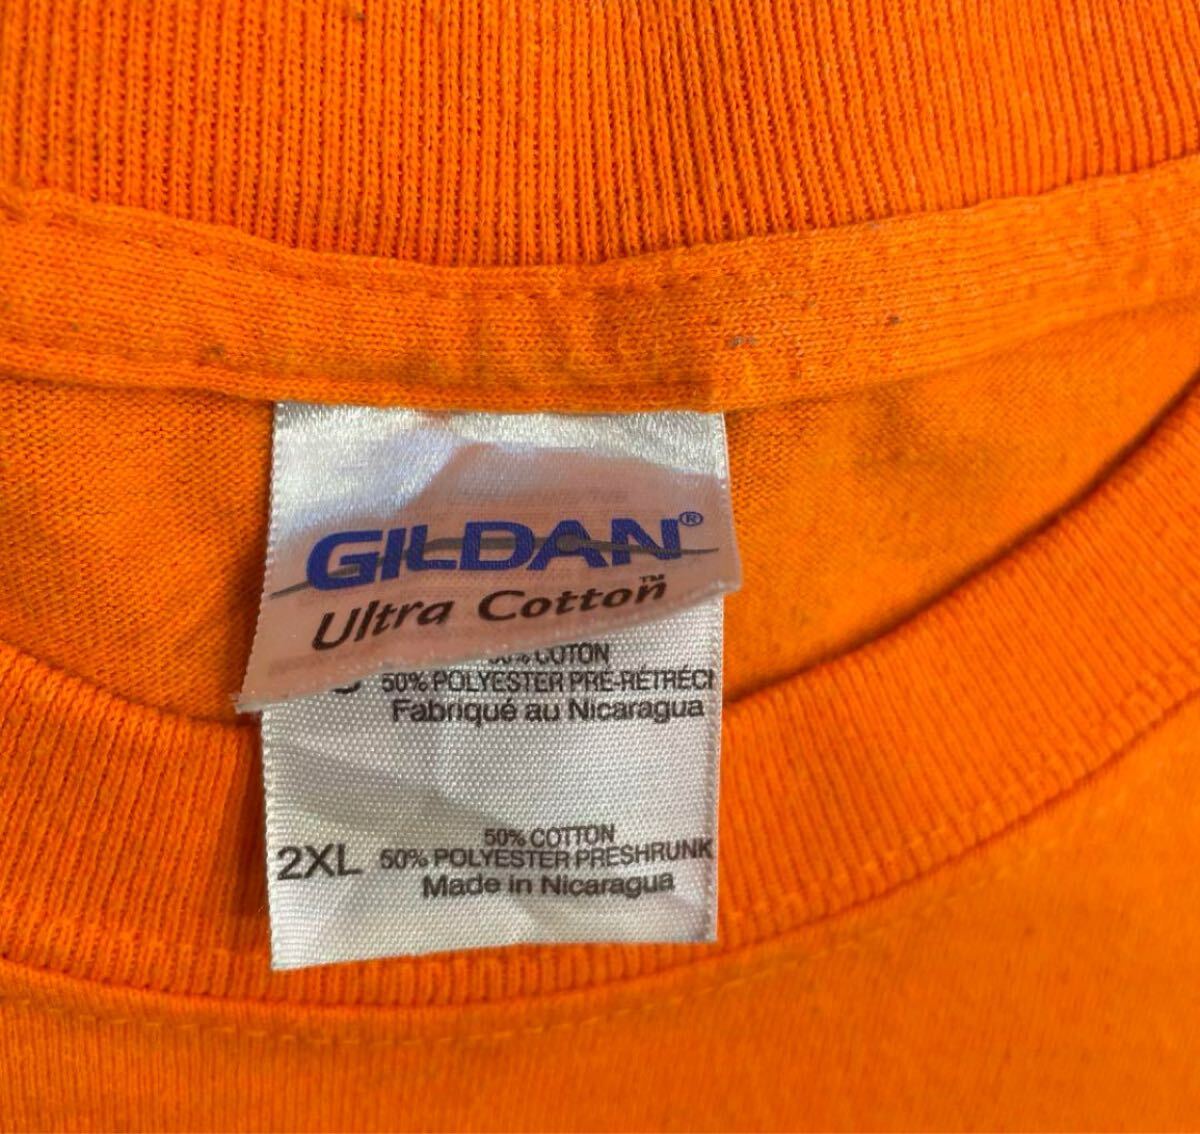 GILDAN®
Ultra Cotton™
50% COTON
50% POLYESTER PRE-RÉTRÉCI
Fabriqué au Nicaragua
50% COTTON
2XL 50% POLYESTER PRESHRUNK
Made in Nicaragua